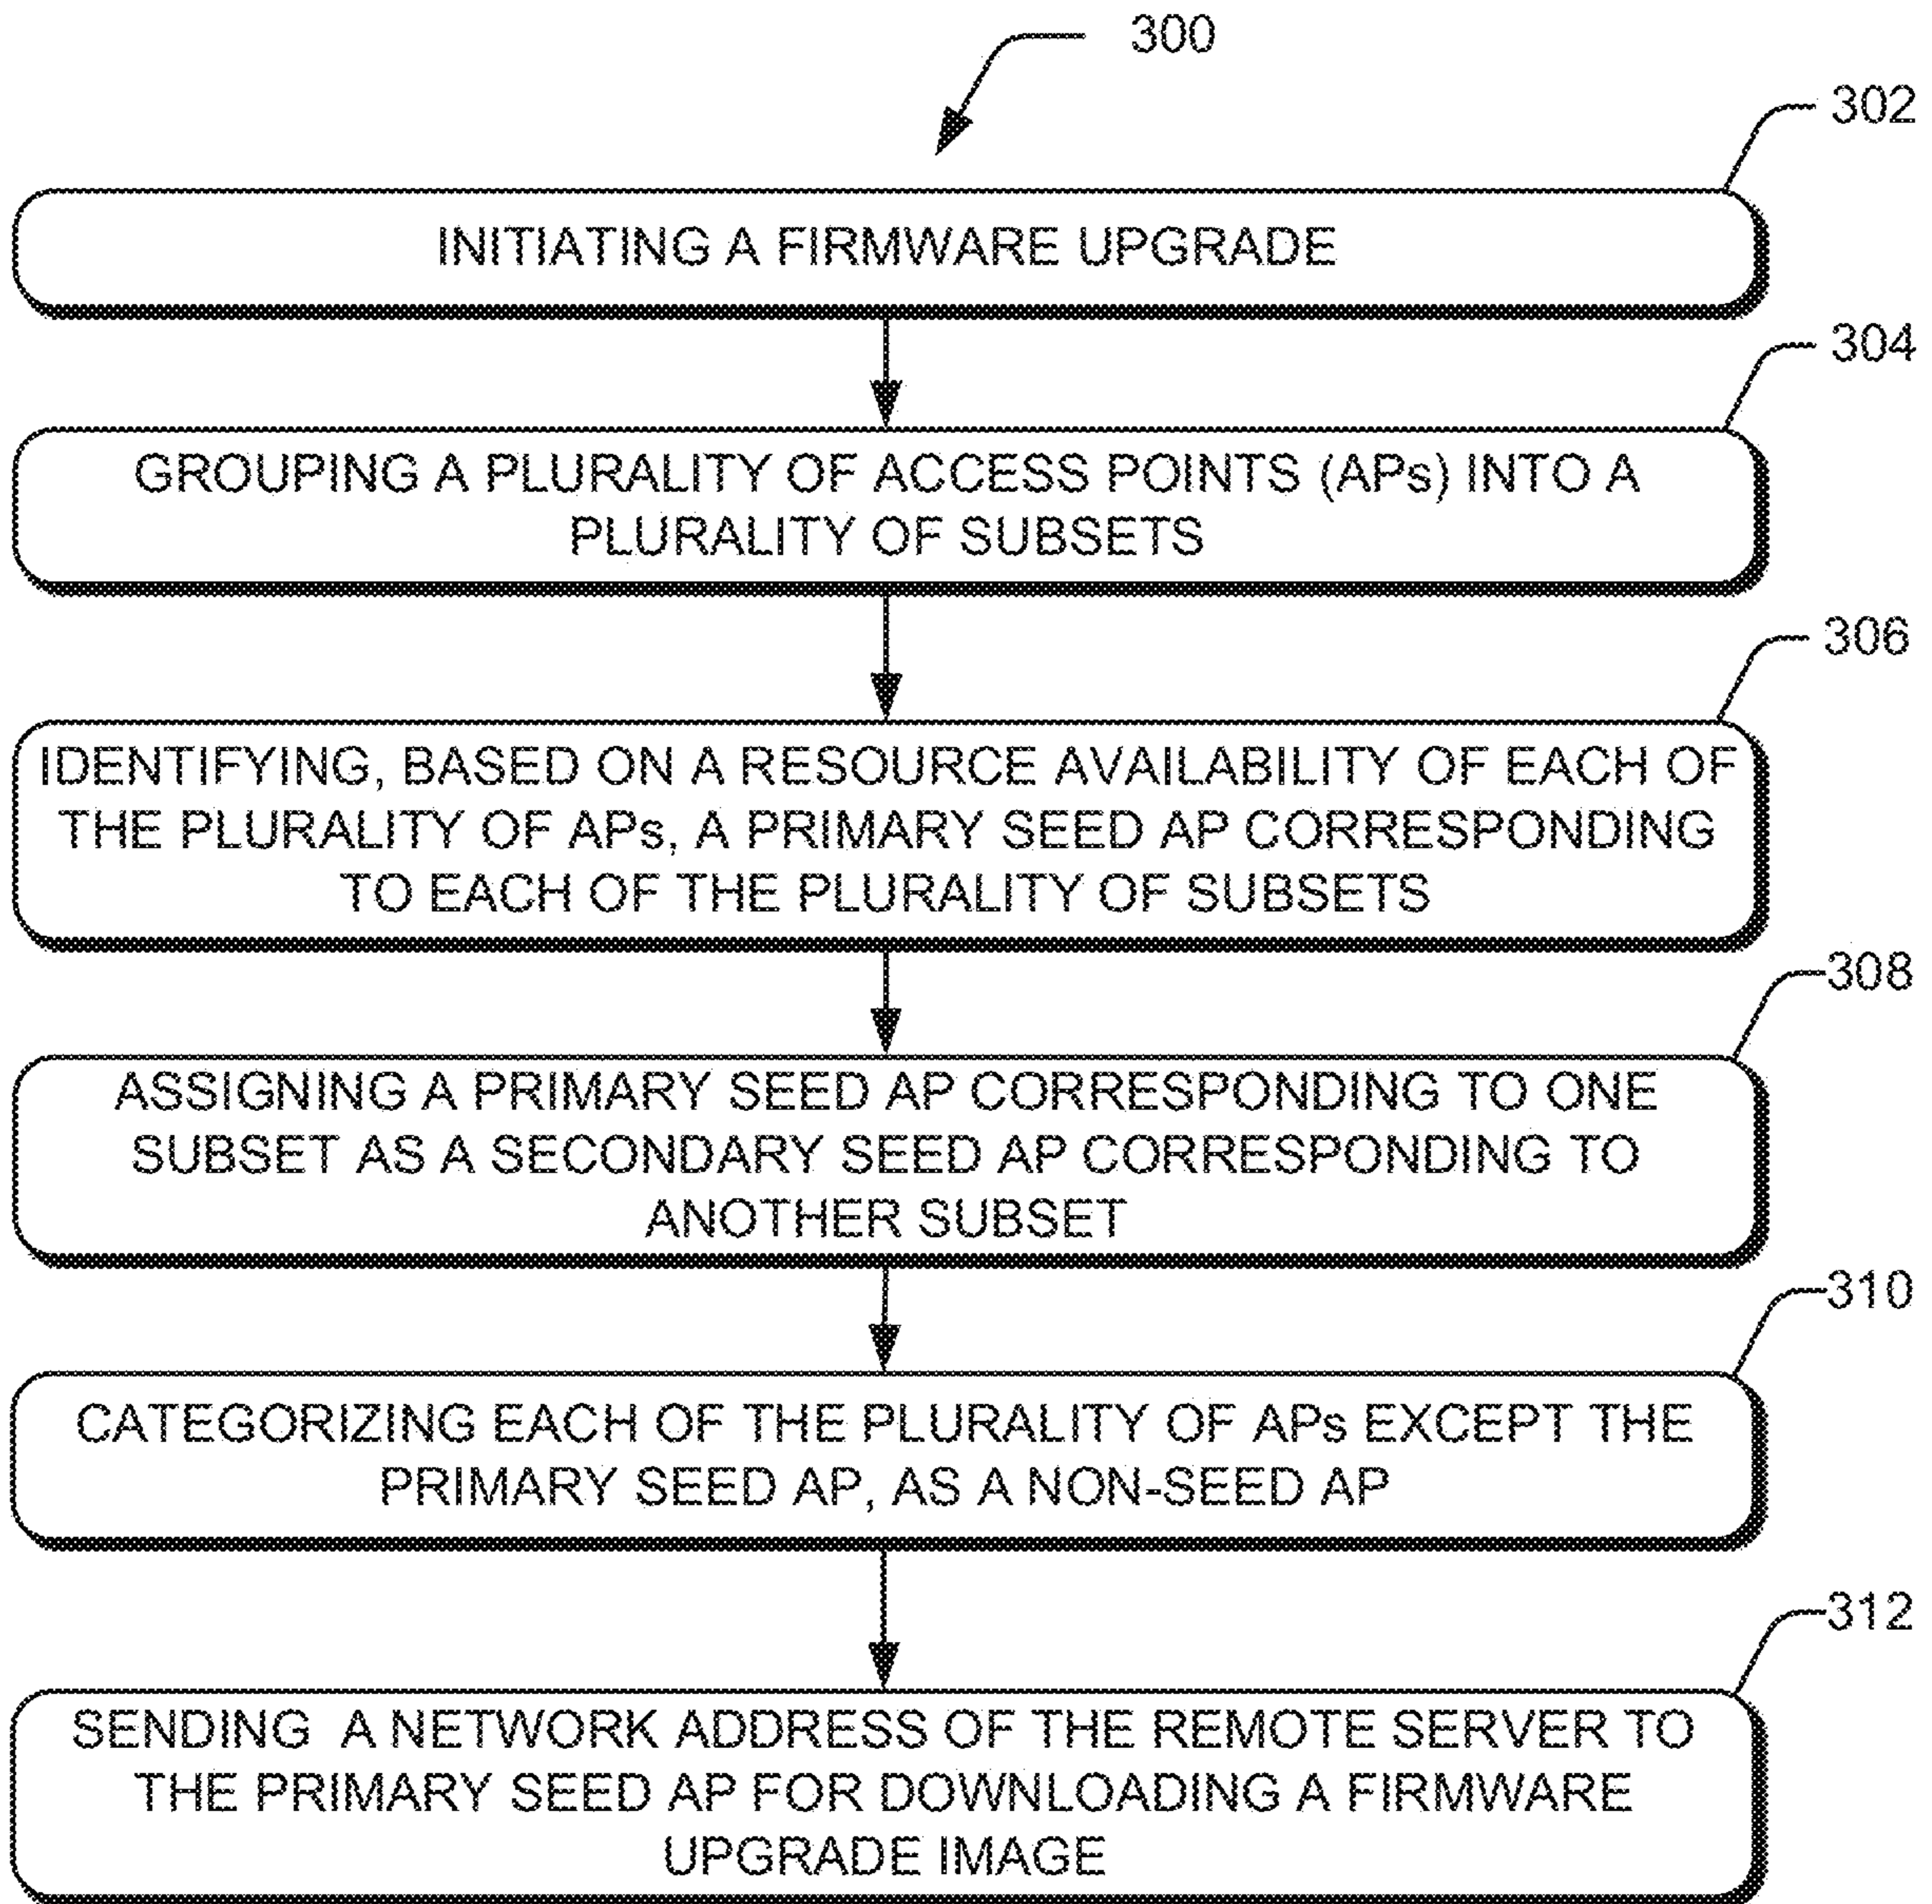 300
302
INITIATING A FIRMWARE UPGRADE
304
GROUPING A PLURALITY OF ACCESS POINTS (APs) INTO A
PLURALITY OF SUBSETS
306
IDENTIFYING, BASED ON A RESOURCE AVAILABILITY OF EACH OF
THE PLURALITY OF APs, A PRIMARY SEED AP CORRESPONDING
TO EACH OF THE PLURALITY OF SUBSETS
308
ASSIGNING A PRIMARY SEED AP CORRESPONDING TO ONE
SUBSET AS A SECONDARY SEED AP CORRESPONDING TO
ANOTHER SUBSET
310
CATEGORIZING EACH OF THE PLURALITY OF APs EXCEPT THE
PRIMARY SEED AP, AS A NON-SEED AP
312
SENDING A NETWORK ADDRESS OF THE REMOTE SERVER TO
THE PRIMARY SEED AP FOR DOWNLOADING A FIRMWARE
UPGRADE IMAGE